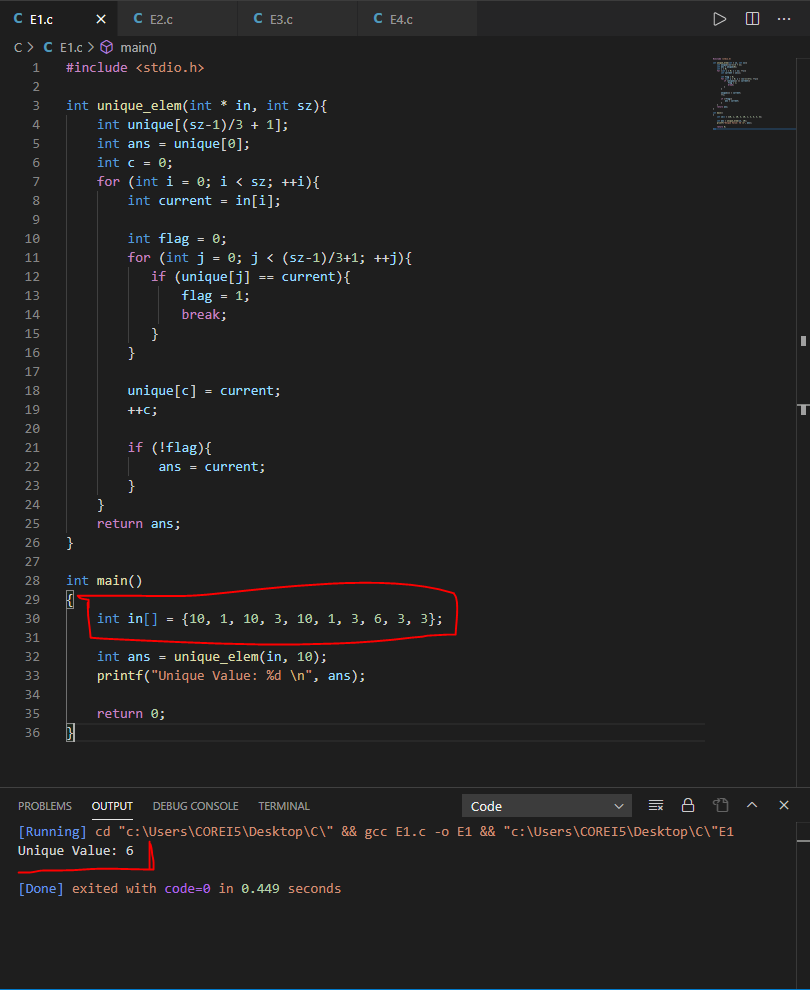 C E1.c × C E2.c C E3.c C E4.c
C > C E1.c > main()
1 #include <stdio.h>
2
3 int unique_elem(int * in, int sz){
4 int unique[(sz-1)/3 + 1];
5 int ans = unique[0];
6 int c = 0;
7 for (int i = 0; i < sz; ++i){
8 int current = in[i];
9
10 int flag = 0;
11 for (int j = 0; j < (sz-1)/3+1; ++j){
12 if (unique[j] == current){
13 flag = 1;
14 break;
15 }
16 }
17
18 unique[c] = current;
19 ++c;
20
21 if (!flag){
22 ans = current;
23 }
24 }
25 return ans;
26 }
27
28 int main()
29 {
30 int in[] = {10, 1, 10, 3, 10, 1, 3, 6, 3, 3};
31
32 int ans = unique_elem(in, 10);
33 printf("Unique Value: %d \n", ans);
34
35 return 0;
36 }
PROBLEMS OUTPUT DEBUG CONSOLE TERMINAL Code
[Running] cd "c:\Users\COREI5\Desktop\C\" && gcc E1.c -o E1 && "c:\Users\COREI5\Desktop\C\"E1
Unique Value: 6
[Done] exited with code=0 in 0.449 seconds